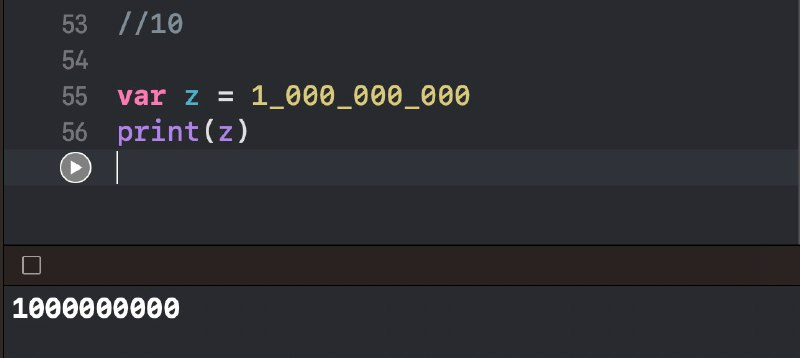 53 //10
54
55 var z = 1_000_000_000
56 print(z)
1000000000